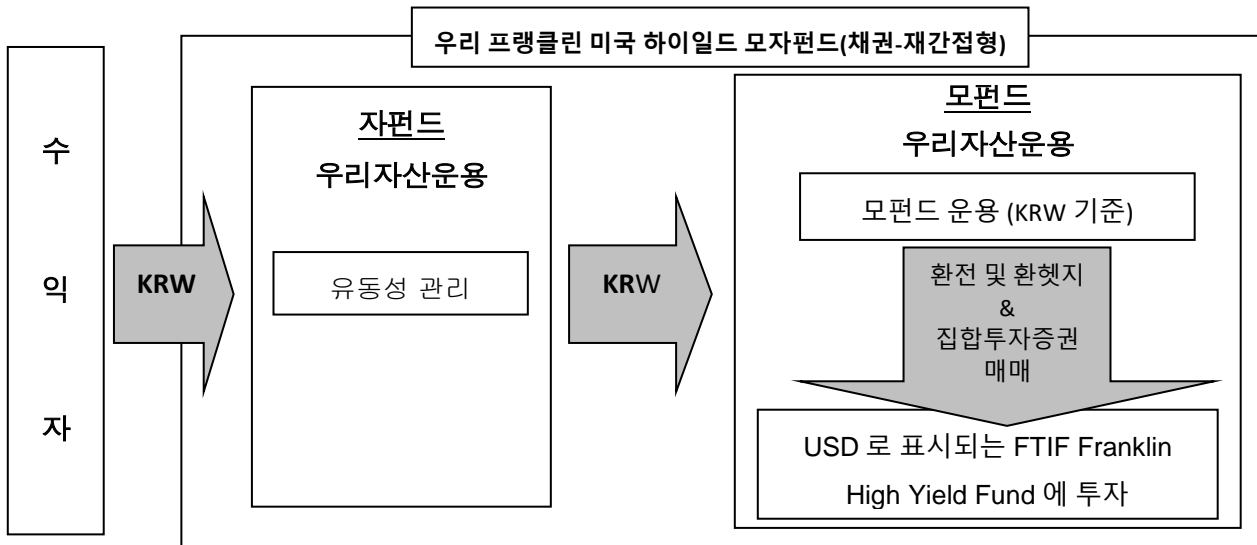 우리 프랭클린 미국 하이일드 모자펀드(채권-재간접형)
수
익
자
KRW
자펀드
우리자산운용
유동성 관리
KRW
모펀드
우리자산운용
모펀드 운용 (KRW 기준)
환전 및 환헷지
&
집합투자증권
매매
USD 로 표시되는 FTIF Franklin
High Yield Fund 에 투자